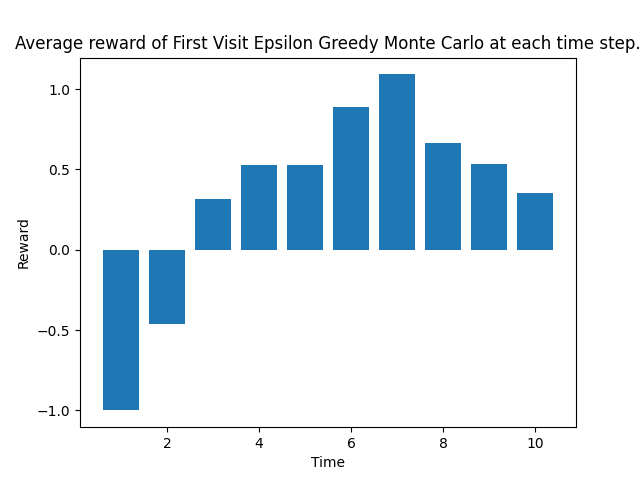 Average reward of First Visit Epsilon Greedy Monte Carlo at each time step.
1.0
0.5
0.0
−0.5
−1.0
Reward
2 4 6 8 10
Time